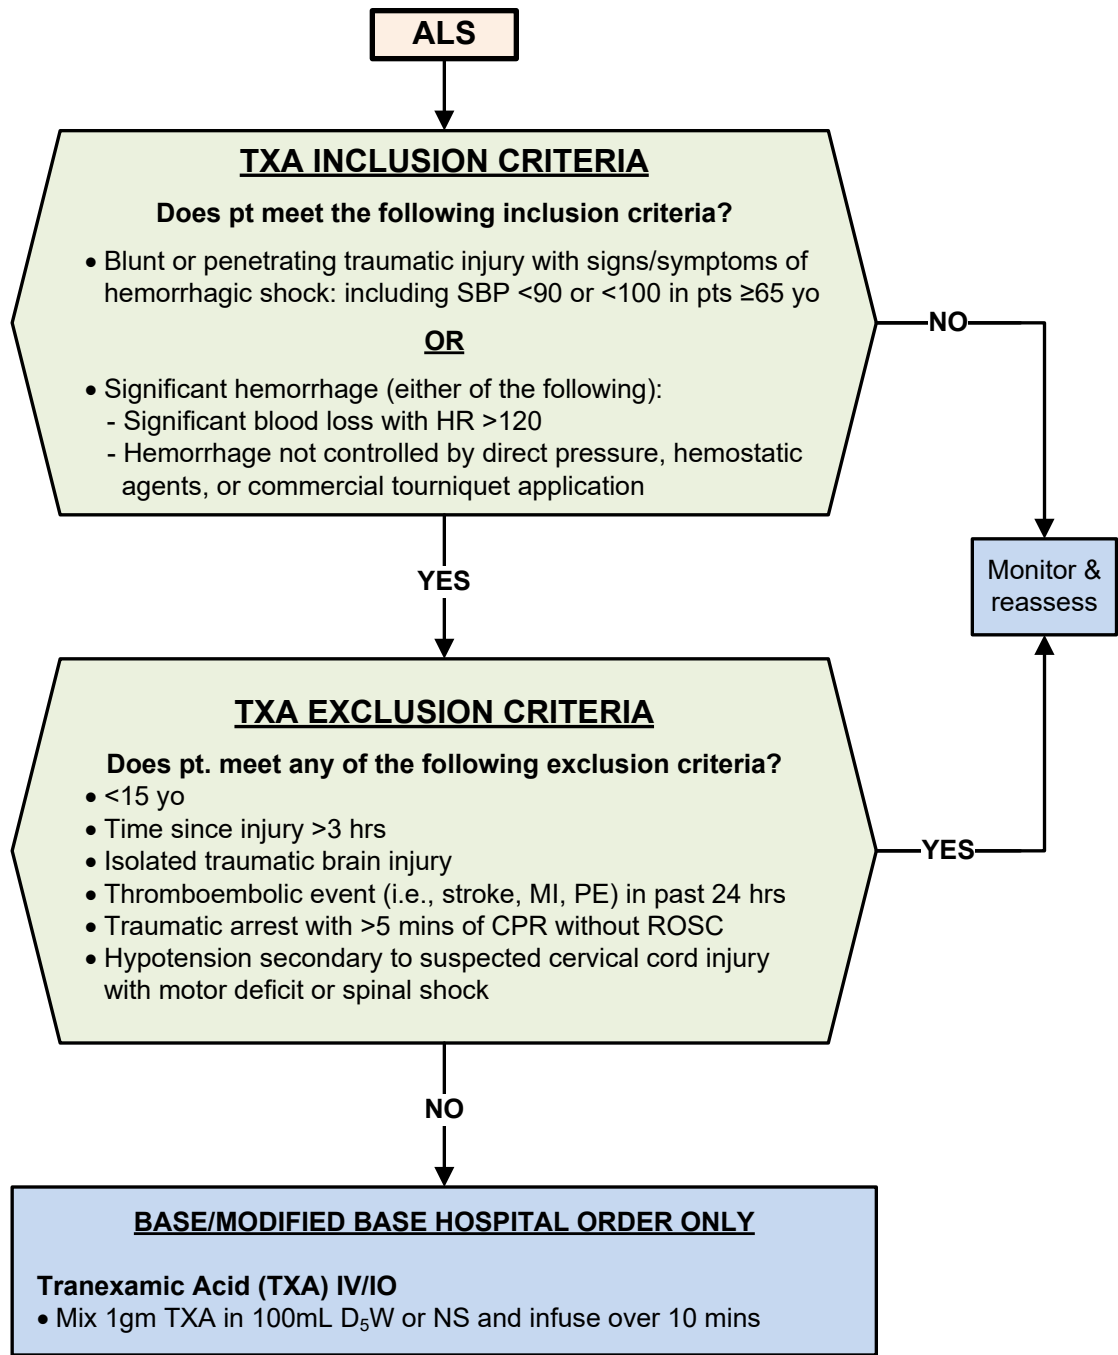 ALS
TXA INCLUSION CRITERIA
Does pt meet the following inclusion criteria?
• Blunt or penetrating traumatic injury with signs/symptoms of
hemorrhagic shock: including SBP <90 or <100 in pts ≥65 yo
OR
• Significant hemorrhage (either of the following):
- Significant blood loss with HR >120
- Hemorrhage not controlled by direct pressure, hemostatic
agents, or commercial tourniquet application
NO
Monitor &
reassess
YES
TXA EXCLUSION CRITERIA
Does pt. meet any of the following exclusion criteria?
• <15 yo
• Time since injury >3 hrs
• Isolated traumatic brain injury
• Thromboembolic event (i.e., stroke, MI, PE) in past 24 hrs
• Traumatic arrest with >5 mins of CPR without ROSC
• Hypotension secondary to suspected cervical cord injury
with motor deficit or spinal shock
YES
NO
BASE/MODIFIED BASE HOSPITAL ORDER ONLY
Tranexamic Acid (TXA) IV/IO
• Mix 1gm TXA in 100mL D₅W or NS and infuse over 10 mins